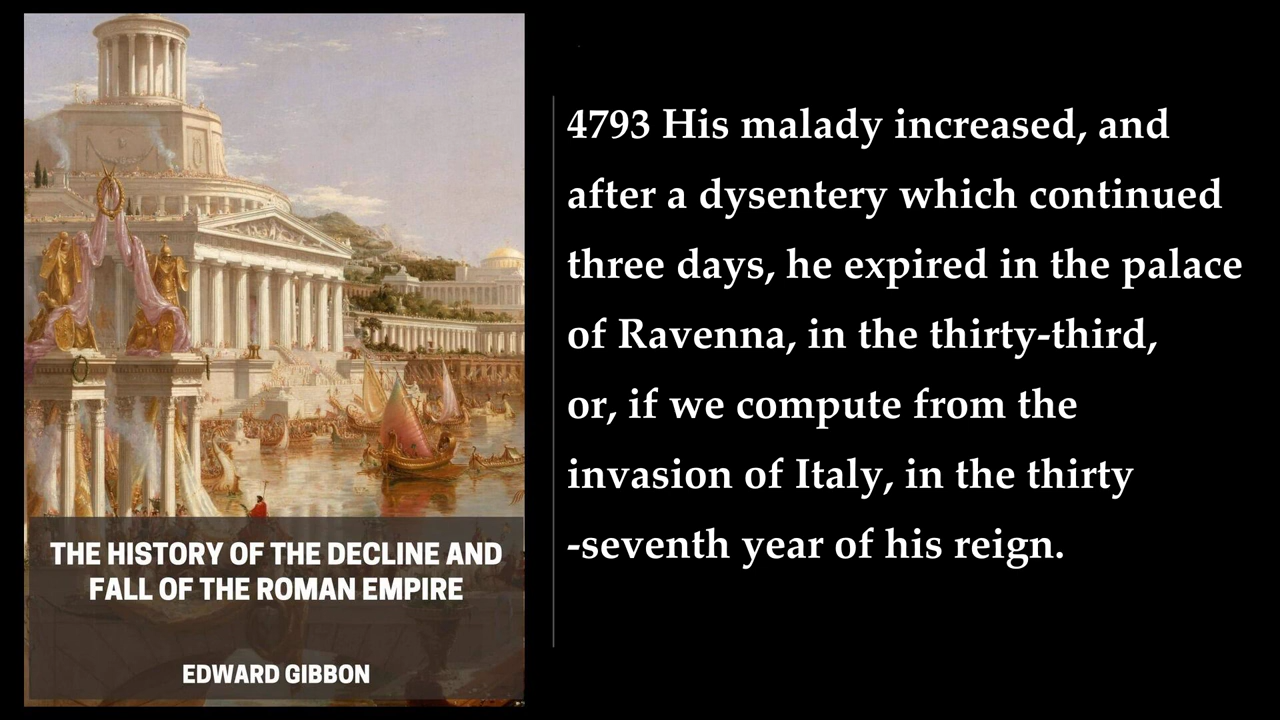 THE HISTORY OF THE DECLINE AND
FALL OF THE ROMAN EMPIRE
EDWARD GIBBON
4793 His malady increased, and
after a dysentery which continued
three days, he expired in the palace
of Ravenna, in the thirty-third,
or, if we compute from the
invasion of Italy, in the thirty
-seventh year of his reign.